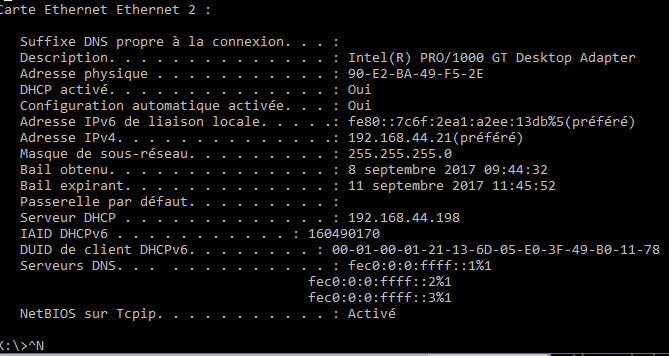 Carte Ethernet Ethernet 2 :
Suffixe DNS propre à la connexion. . . :
Description. . . . . . . . . . . . . . : Intel(R) PRO/1000 GT Desktop Adapter
Adresse physique . . . . . . . . . . . : 90-E2-BA-49-F5-2E
DHCP activé. . . . . . . . . . . . . . : Oui
Configuration automatique activée. . . : Oui
Adresse IPv6 de liaison locale. . . . .: fe80::7c6f:2ea1:a2ee:13db%5(préféré)
Adresse IPv4. . . . . . . . . . . . . .: 192.168.44.21(préféré)
Masque de sous-réseau. . . . . . . . . : 255.255.255.0
Bail obtenu. . . . . . . . . . . . . . : 8 septembre 2017 09:44:32
Bail expirant. . . . . . . . . . . . . : 11 septembre 2017 11:45:52
Passerelle par défaut. . . . . . . . . :
Serveur DHCP . . . . . . . . . . . . . : 192.168.44.198
IAID DHCPv6 . . . . . . . . . . . : 160490170
DUID de client DHCPv6. . . . . . . . : 00-01-00-01-21-13-6D-05-E0-3F-49-B0-11-78
Serveurs DNS. . . . . . . . . . . . . : fec0:0:0:ffff::1%1
fec0:0:0:ffff::2%1
fec0:0:0:ffff::3%1
NetBIOS sur Tcpip. . . . . . . . . . . : Activé
X:\>^N